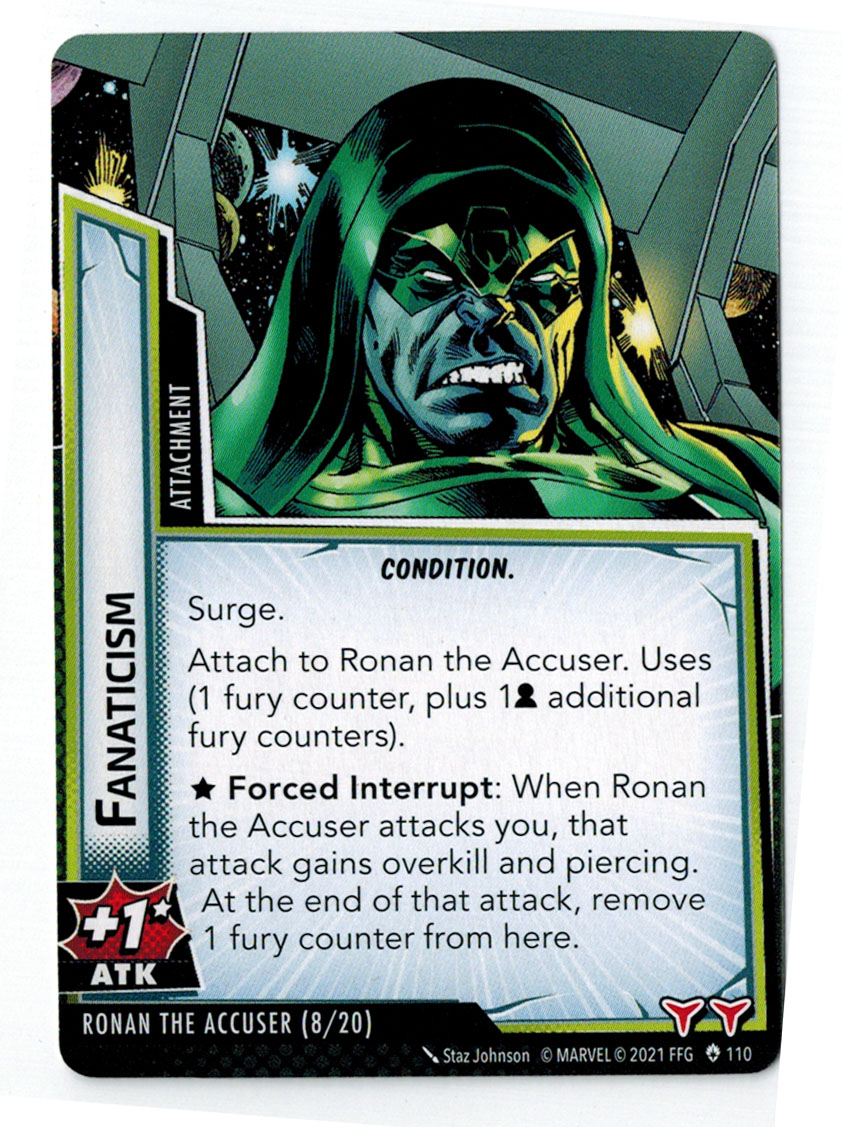 ATTACHMENT
FANATICISM
CONDITION.
Surge.
Attach to Ronan the Accuser. Uses
(1 fury counter, plus 1 additional
fury counters).
★ Forced Interrupt: When Ronan
the Accuser attacks you, that
attack gains overkill and piercing.
At the end of that attack, remove
1 fury counter from here.
+1★
ATK
RONAN THE ACCUSER (8/20)
Staz Johnson © MARVEL © 2021 FFG 110